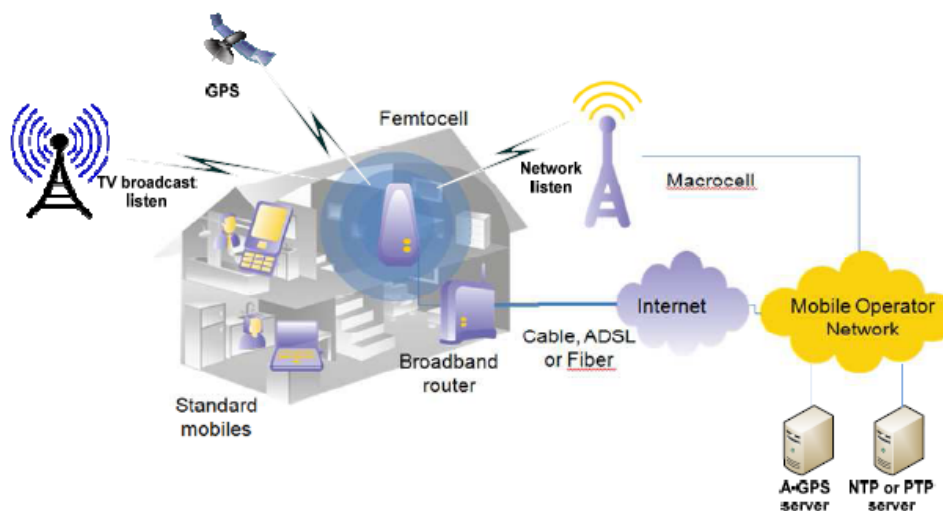 GPS
Femtocell
TV broadcast
listen
Network
listen
Macrocell
Internet
Mobile Operator
Network
Cable, ADSL
or Fiber
Broadband
router
Standard
mobiles
A-GPS
server
NTP or PTP
server